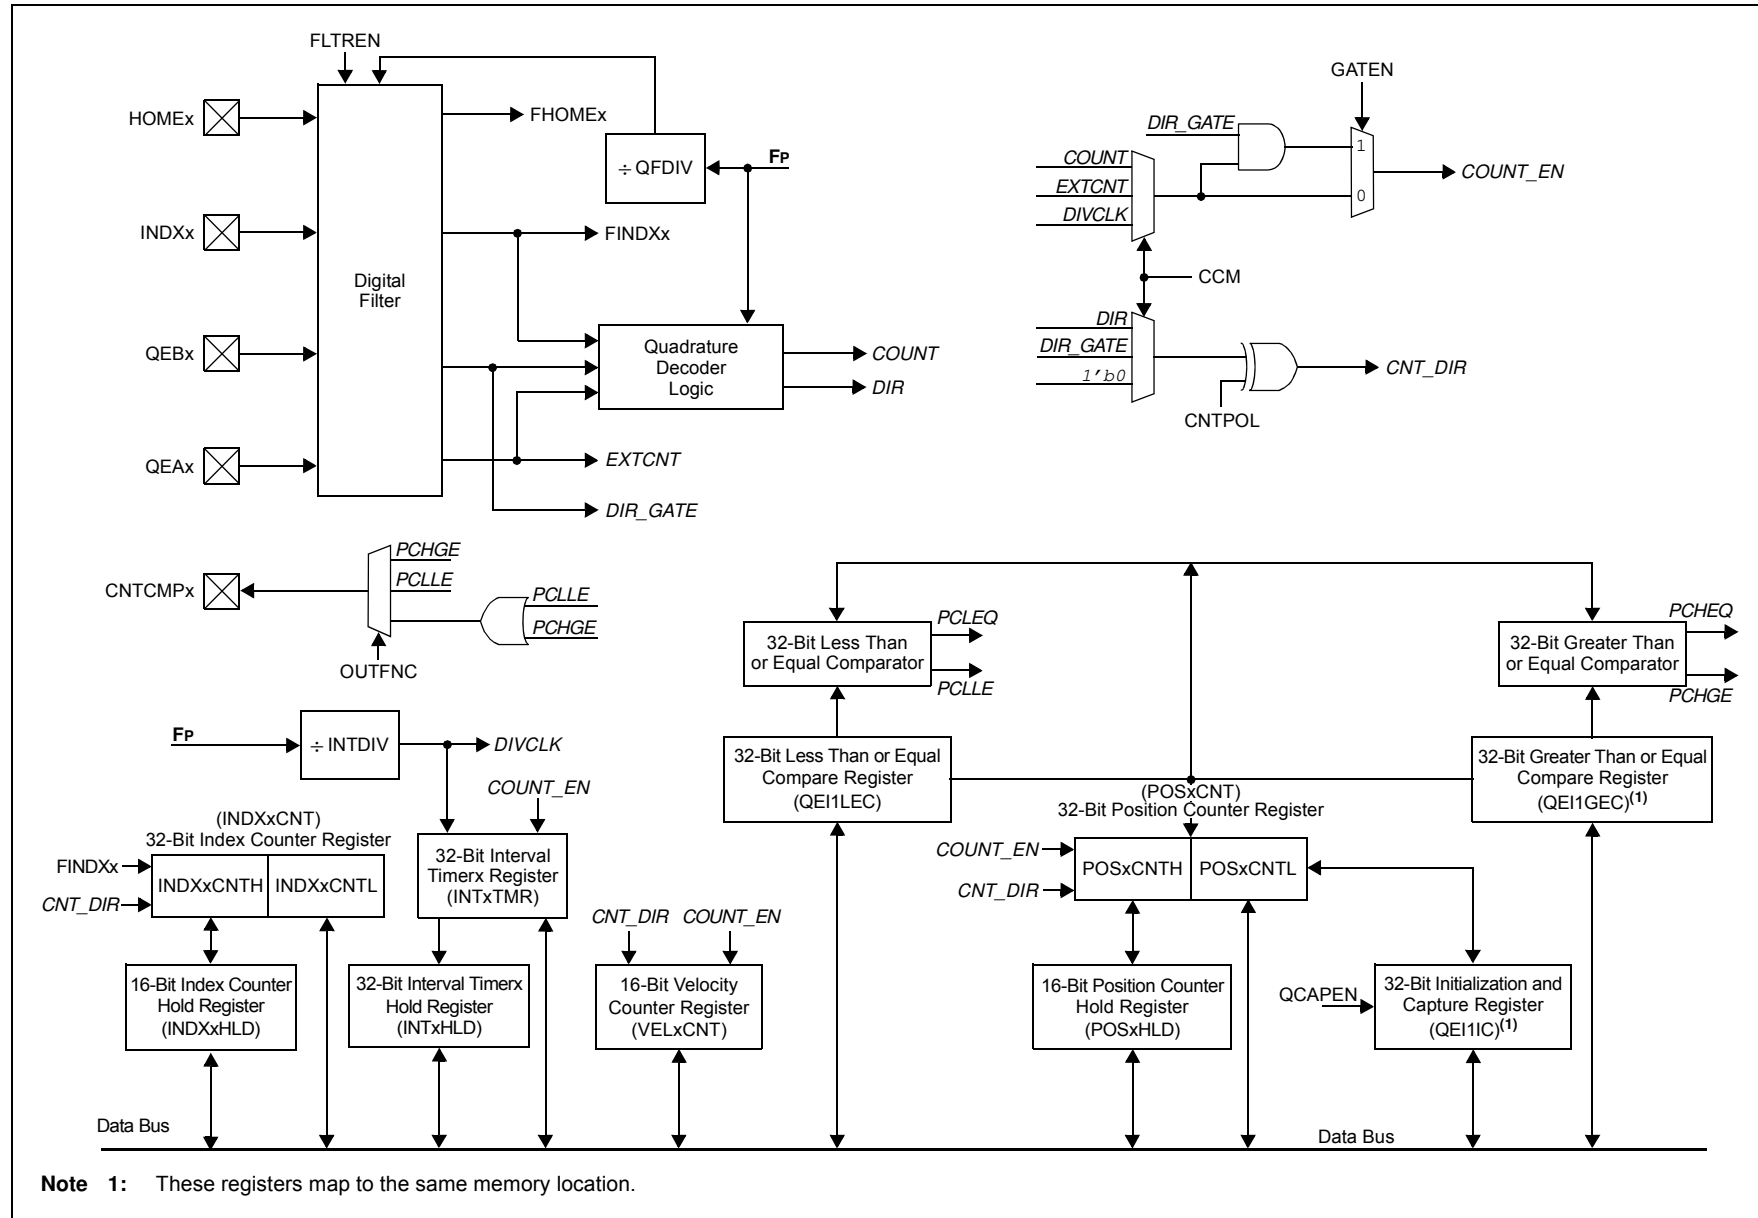 FLTREN
HOMEx
FHOMEx
÷ QFDIV
FP
INDXx
FINDXx
Digital
Filter
QEBx
Quadrature
Decoder
Logic
COUNT
DIR
QEAx
EXTCNT
DIR_GATE
GATEN
DIR_GATE
COUNT
EXTCNT
DIVCLK
1
0
COUNT_EN
CCM
DIR
DIR_GATE
1'b0
CNT_DIR
CNTPOL
CNTCMPx
PCHGE
PCLLE
PCLLE
PCHGE
OUTFNC
32-Bit Less Than
or Equal Comparator
PCLEQ
PCLLE
32-Bit Greater Than
or Equal Comparator
PCHEQ
PCHGE
FP
÷ INTDIV
DIVCLK
COUNT_EN
32-Bit Less Than or Equal
Compare Register
(QEI1LEC)
32-Bit Greater Than or Equal
Compare Register
(QEI1GEC)(1)
(INDXxCNT)
32-Bit Index Counter Register
FINDXx
CNT_DIR
INDXxCNTH
INDXxCNTL
32-Bit Interval
Timerx Register
(INTxTMR)
(POSxCNT)
32-Bit Position Counter Register
COUNT_EN
CNT_DIR
POSxCNTH
POSxCNTL
CNT_DIR
COUNT_EN
16-Bit Index Counter
Hold Register
(INDXxHLD)
32-Bit Interval Timerx
Hold Register
(INTxHLD)
16-Bit Velocity
Counter Register
(VELxCNT)
16-Bit Position Counter
Hold Register
(POSxHLD)
QCAPEN
32-Bit Initialization and
Capture Register
(QEI1IC)(1)
Data Bus
Data Bus
Note 1: These registers map to the same memory location.